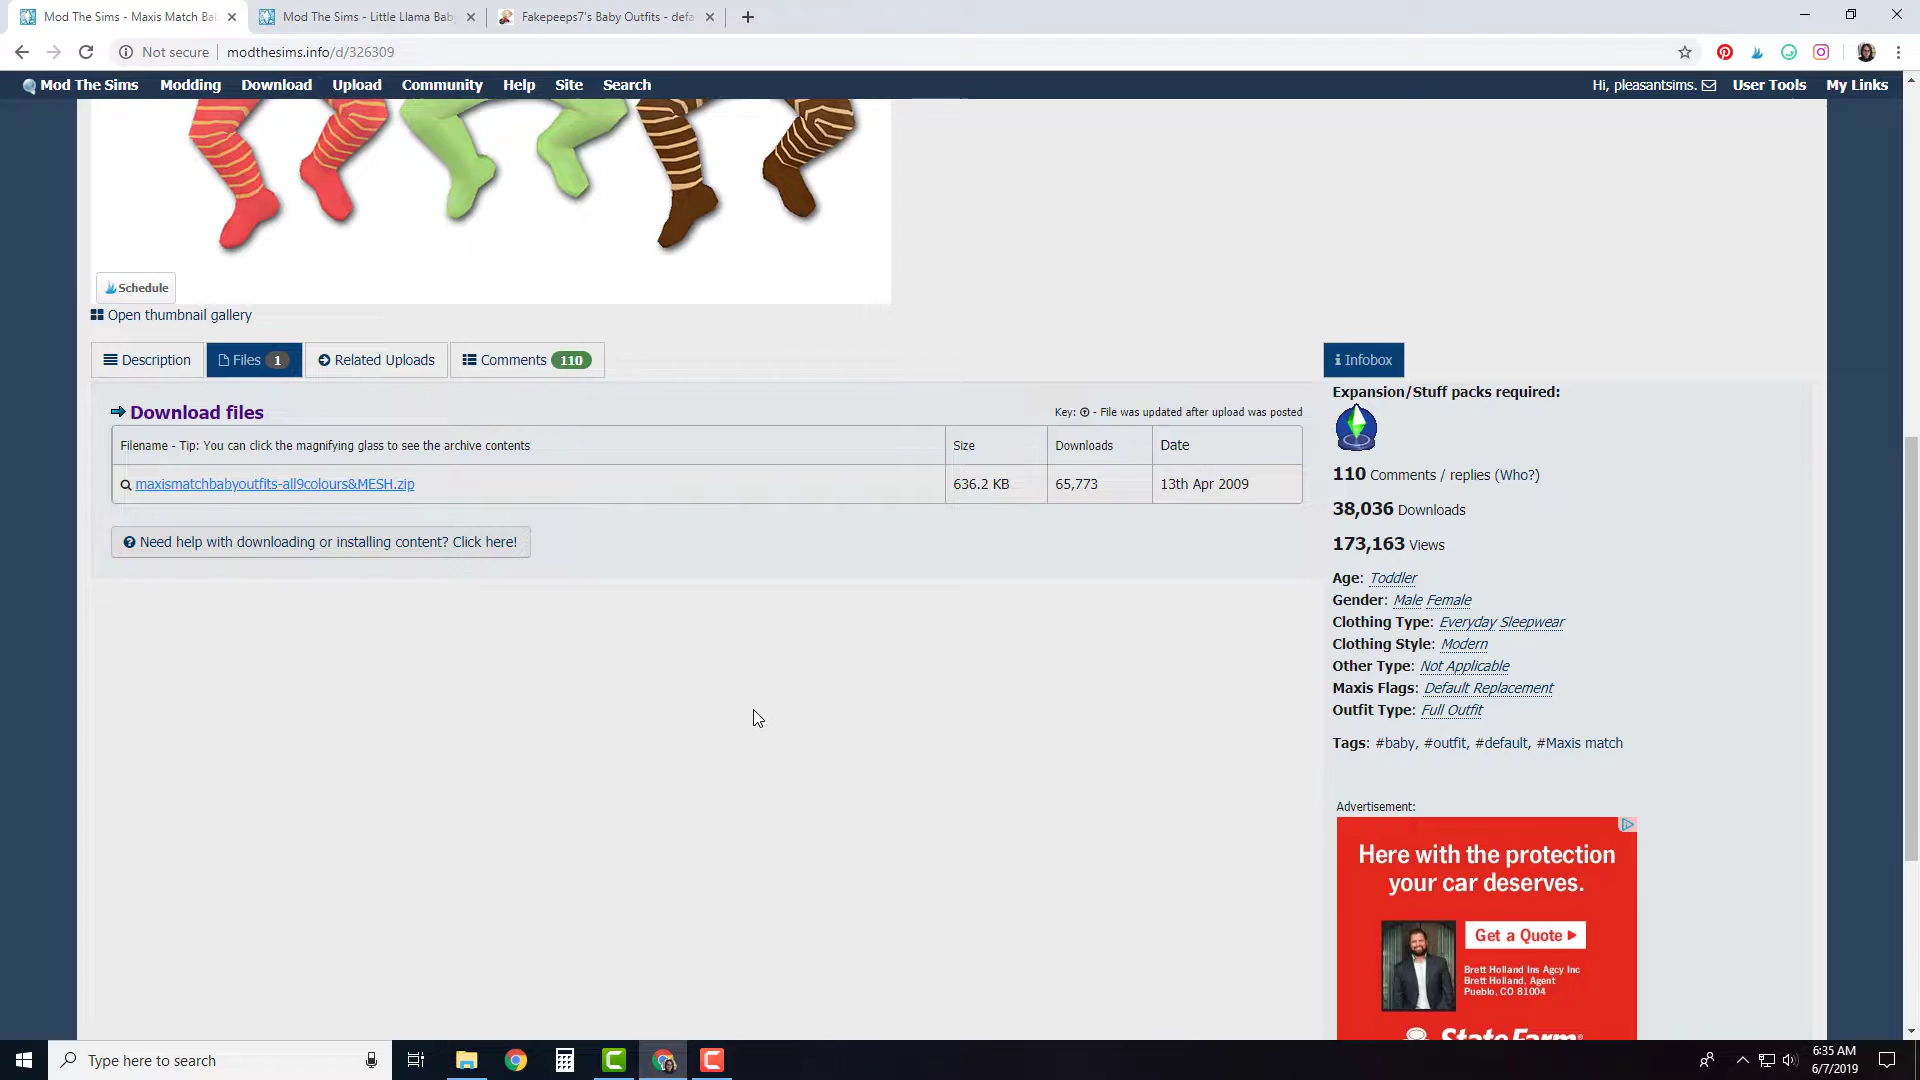 Mod The Sims - Maxis Match Bal
Mod The Sims - Little Llama Baby
Fakepeeps7's Baby Outfits - defa
Not secure
modthesims.info/d/326309
Mod The Sims
Modding
Download
Upload
Community
Help
Site
Search
Hi, pleasantsims.
User Tools
My Links
Schedule
Open thumbnail gallery
Description
Files 1
Related Uploads
Comments 110
Infobox
Download files
Key: - File was updated after upload was posted
Filename - Tip: You can click the magnifying glass to see the archive contents
Size
Downloads
Date
maxismatchbabyoutfits-all9colours&MESH.zip
636.2 KB
65,773
13th Apr 2009
Need help with downloading or installing content? Click here!
Expansion/Stuff packs required:
110 Comments / replies (Who?)
38,036 Downloads
173,163 Views
Age: Toddler
Gender: Male Female
Clothing Type: Everyday Sleepwear
Clothing Style: Modern
Other Type: Not Applicable
Maxis Flags: Default Replacement
Outfit Type: Full Outfit
Tags: #baby, #outfit, #default, #Maxis match
Advertisement:
Here with the protection
your car deserves.
Get a Quote
Brett Holland Ins Agcy Inc
Brett Holland, Agent
Pueblo, CO 81004
StateFarm
Type here to search
6:35 AM
6/7/2019